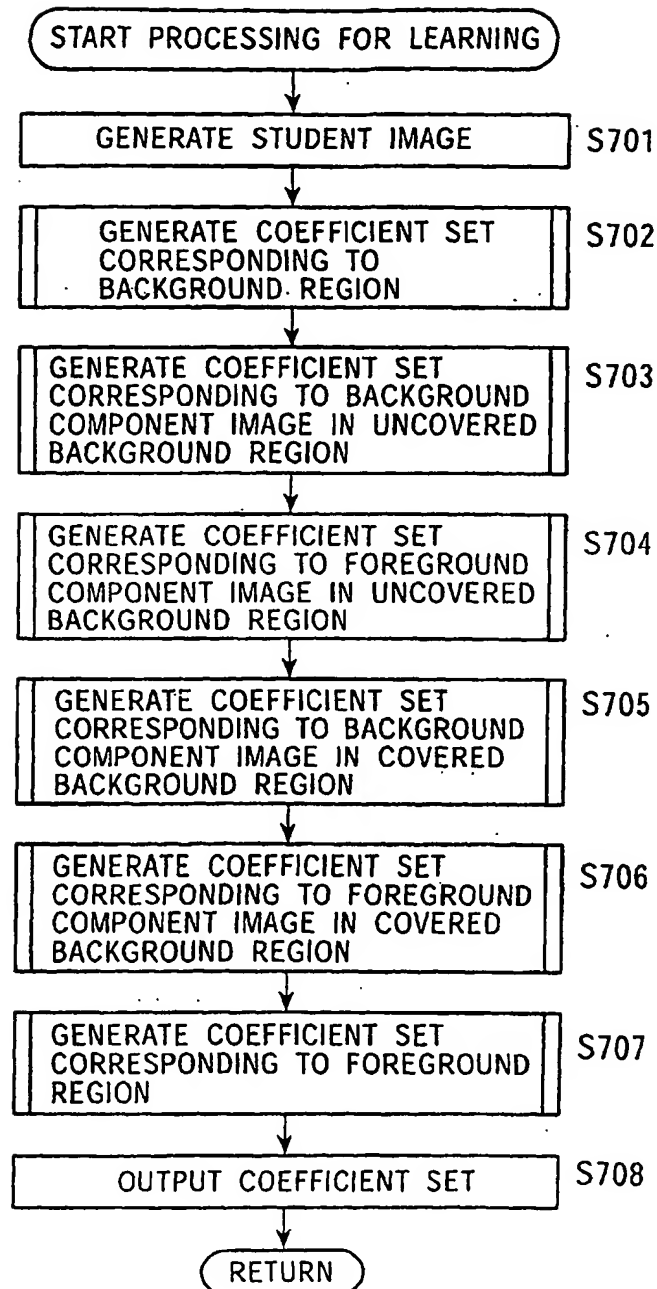 START PROCESSING FOR LEARNING
GENERATE STUDENT IMAGE
S701
GENERATE COEFFICIENT SET
CORRESPONDING TO
BACKGROUND REGION
S702
GENERATE COEFFICIENT SET
CORRESPONDING TO BACKGROUND
COMPONENT IMAGE IN UNCOVERED
BACKGROUND REGION
S703
GENERATE COEFFICIENT SET
CORRESPONDING TO FOREGROUND
COMPONENT IMAGE IN UNCOVERED
BACKGROUND REGION
S704
GENERATE COEFFICIENT SET
CORRESPONDING TO BACKGROUND
COMPONENT IMAGE IN COVERED
BACKGROUND REGION
S705
GENERATE COEFFICIENT SET
CORRESPONDING TO FOREGROUND
COMPONENT IMAGE IN COVERED
BACKGROUND REGION
S706
GENERATE COEFFICIENT SET
CORRESPONDING TO FOREGROUND
REGION
S707
OUTPUT COEFFICIENT SET
S708
RETURN